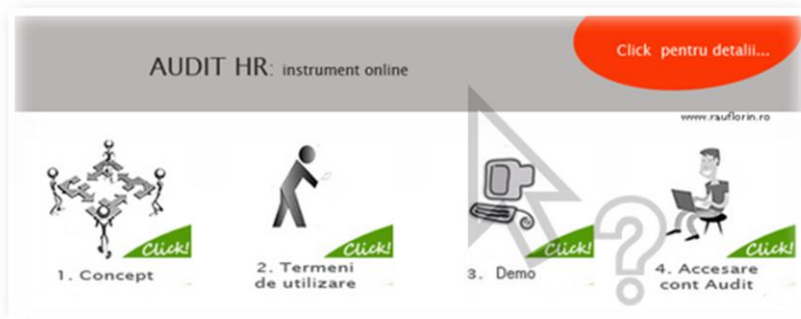 AUDIT HR: instrument online
Click pentru detalii...
www.rauflorin.ro
Click!
Click!
Click!
Click!
1. Concept
2. Termeni
de utilizare
3. Demo
4. Accesare
cont Audit
?